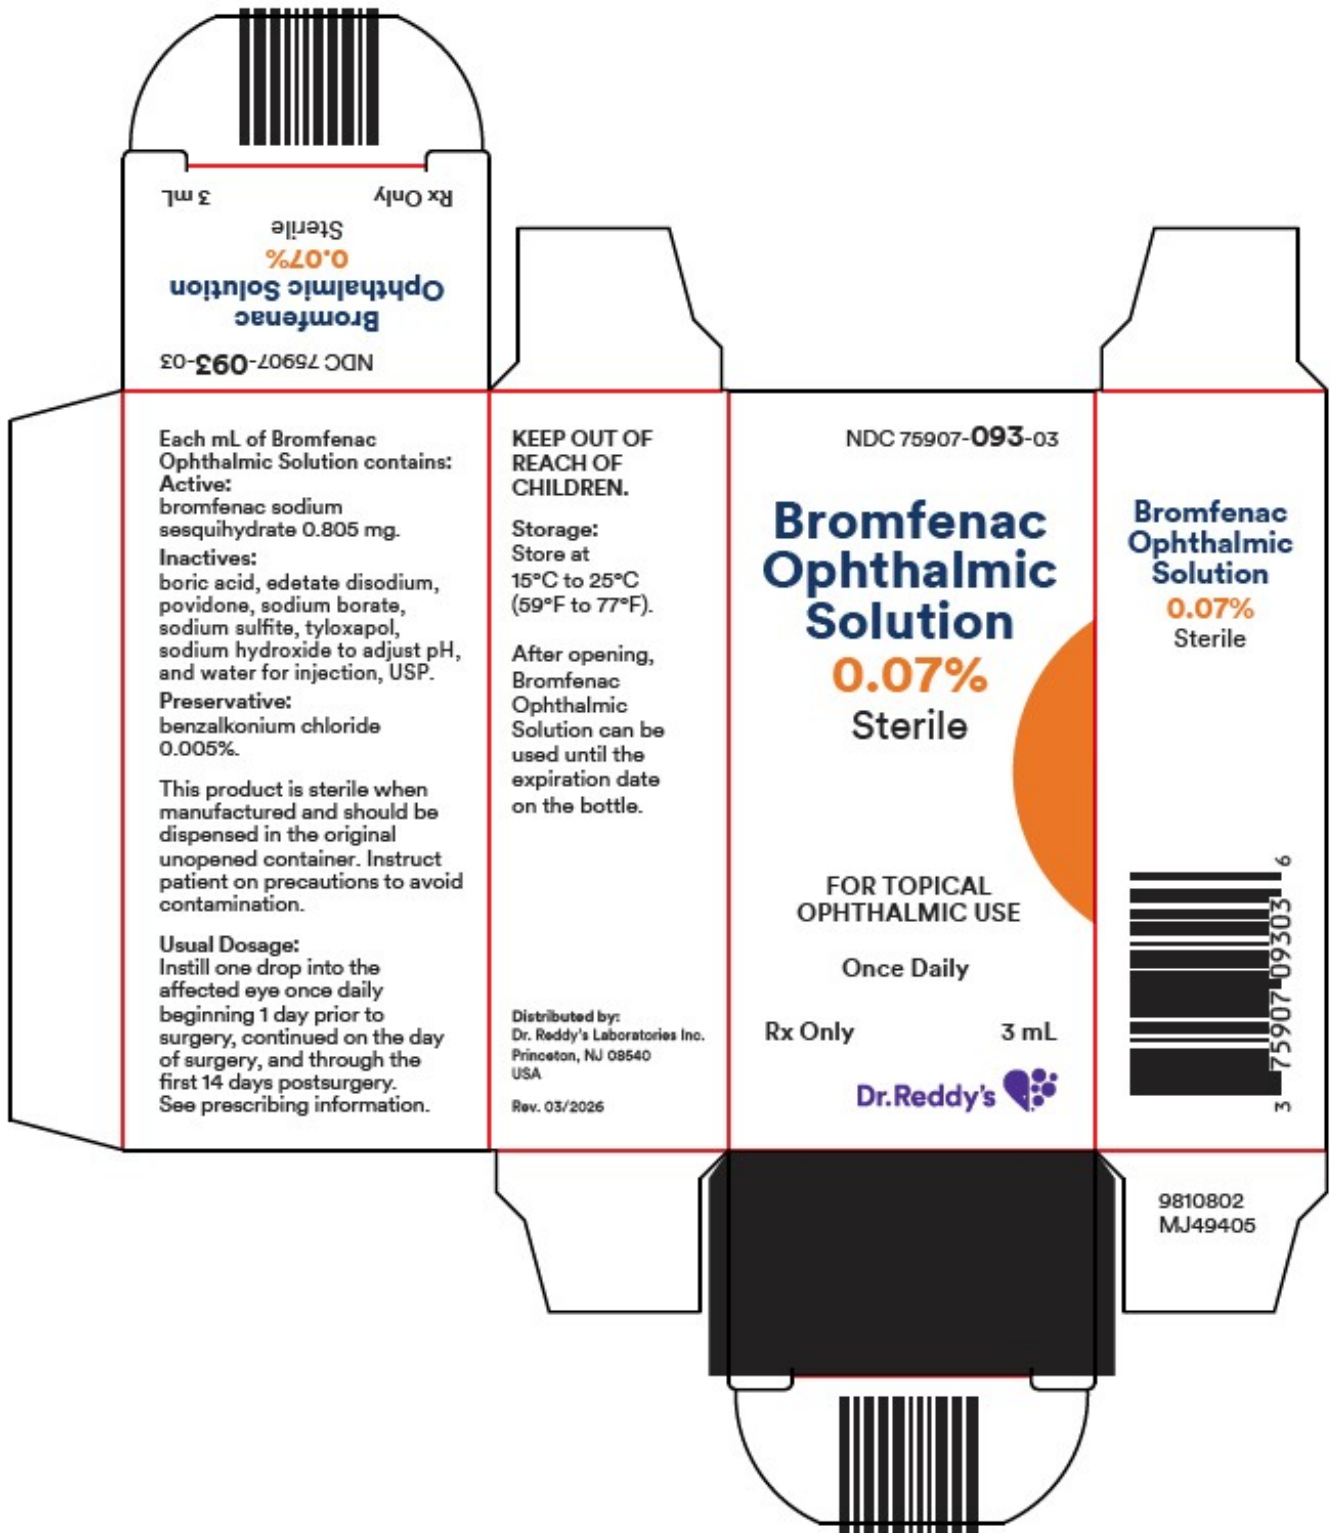 Rx Only 3 mL
Sterile
0.07%
Ophthalmic Solution
Bromfenac
NDC 75907-093-03
Each mL of Bromfenac
Ophthalmic Solution contains:
Active:
bromfenac sodium
sesquihydrate 0.805 mg.
Inactives:
boric acid, edetate disodium,
povidone, sodium borate,
sodium sulfite, tyloxapol,
sodium hydroxide to adjust pH,
and water for injection, USP.
Preservative:
benzalkonium chloride
0.005%.
This product is sterile when
manufactured and should be
dispensed in the original
unopened container. Instruct
patient on precautions to avoid
contamination.
Usual Dosage:
Instill one drop into the
affected eye once daily
beginning 1 day prior to
surgery, continued on the day
of surgery, and through the
first 14 days postsurgery.
See prescribing information.
KEEP OUT OF
REACH OF
CHILDREN.
Storage:
Store at
15°C to 25°C
(59°F to 77°F).
After opening,
Bromfenac
Ophthalmic
Solution can be
used until the
expiration date
on the bottle.
Distributed by:
Dr. Reddy's Laboratories Inc.
Princeton, NJ 08540
USA
Rev. 03/2026
NDC 75907-093-03
Bromfenac
Ophthalmic
Solution
0.07%
Sterile
FOR TOPICAL
OPHTHALMIC USE
Once Daily
Rx Only 3 mL
Dr.Reddy's
Bromfenac
Ophthalmic
Solution
0.07%
Sterile
3 75907 09303 6
9810802
MJ49405